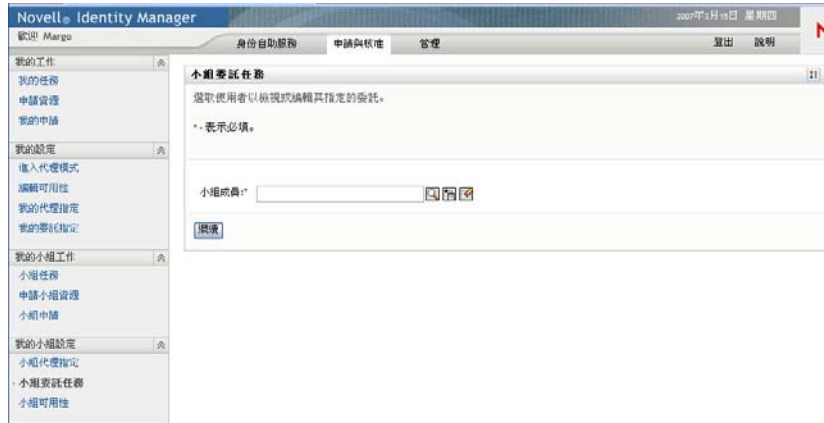 Novell® Identity Manager
2007年2月15日 星期四
歡迎 Margo
身份自助服務 申請與核准 管理 登出 說明
我的工作
我的任務
申請資源
我的申請
我的設定
進入代理模式
編輯可用性
我的代理指定
我的委託指定
我的小組工作
小組任務
申請小組資源
小組申請
我的小組設定
小組代理指定
小組委託任務
小組可用性
小組委託任務
選取使用者以檢視或編輯其指定的委託。
* - 表示必填。
小組成員:*
繼續